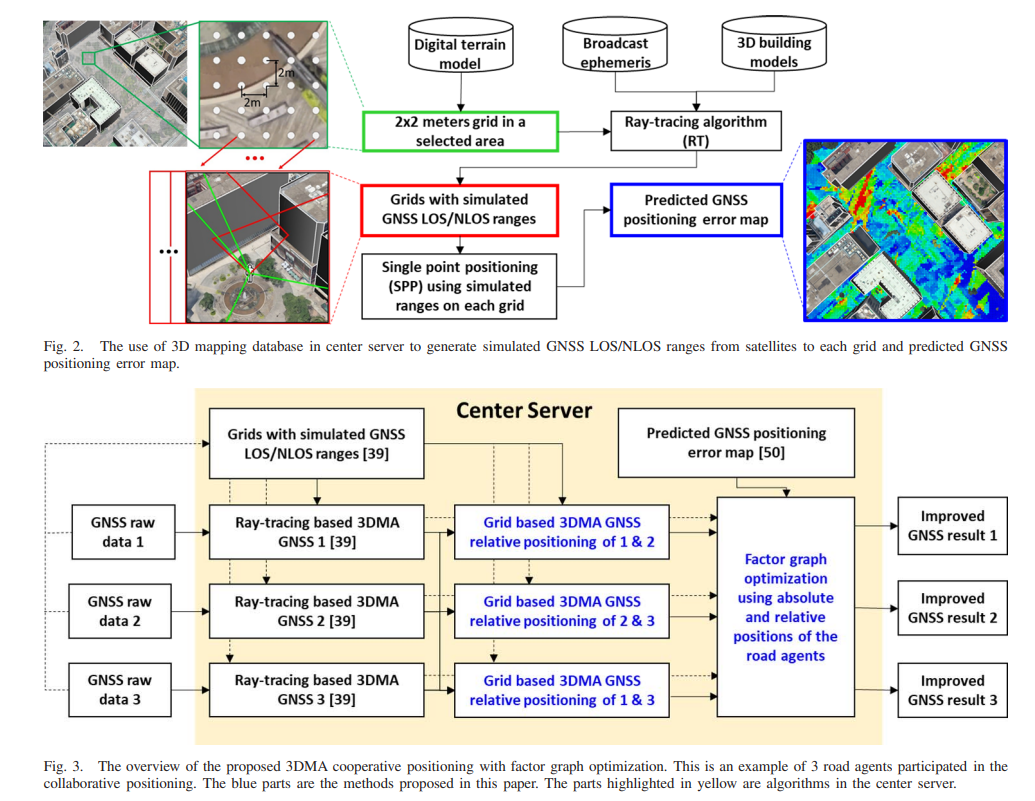 Digital terrain
model
Broadcast
ephemeris
3D building
models
2m
2m
2x2 meters grid in a
selected area
Ray-tracing algorithm
(RT)
•••
•••
Grids with simulated
GNSS LOS/NLOS ranges
Predicted GNSS
positioning error map
Single point positioning
(SPP) using simulated
ranges on each grid
Fig. 2. The use of 3D mapping database in center server to generate simulated GNSS LOS/NLOS ranges from satellites to each grid and predicted GNSS
positioning error map.
Center Server
Grids with simulated GNSS
LOS/NLOS ranges [39]
Predicted GNSS positioning
error map [50]
GNSS raw
data 1
Ray-tracing based 3DMA
GNSS 1 [39]
Grid based 3DMA GNSS
relative positioning of 1 & 2
Improved
GNSS result 1
GNSS raw
data 2
Ray-tracing based 3DMA
GNSS 2 [39]
Grid based 3DMA GNSS
relative positioning of 2 & 3
Factor graph
optimization
using absolute
and relative
positions of the
road agents
Improved
GNSS result 2
GNSS raw
data 3
Ray-tracing based 3DMA
GNSS 3 [39]
Grid based 3DMA GNSS
relative positioning of 1 & 3
Improved
GNSS result 3
Fig. 3. The overview of the proposed 3DMA cooperative positioning with factor graph optimization. This is an example of 3 road agents participated in the
collaborative positioning. The blue parts are the methods proposed in this paper. The parts highlighted in yellow are algorithms in the center server.